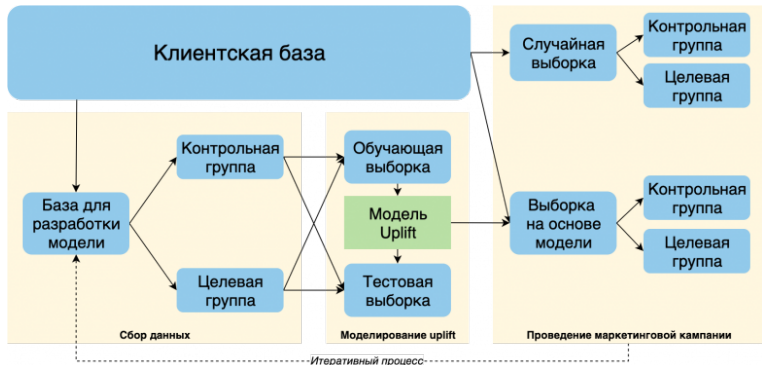 Клиентская база
Случайная
выборка
Контрольная
группа
Целевая
группа
База для
разработки
модели
Контрольная
группа
Целевая
группа
Сбор данных
Обучающая
выборка
Модель
Uplift
Тестовая
выборка
Моделирование uplift
Выборка
на основе
модели
Контрольная
группа
Целевая
группа
Проведение маркетинговой кампании
Итеративный процесс